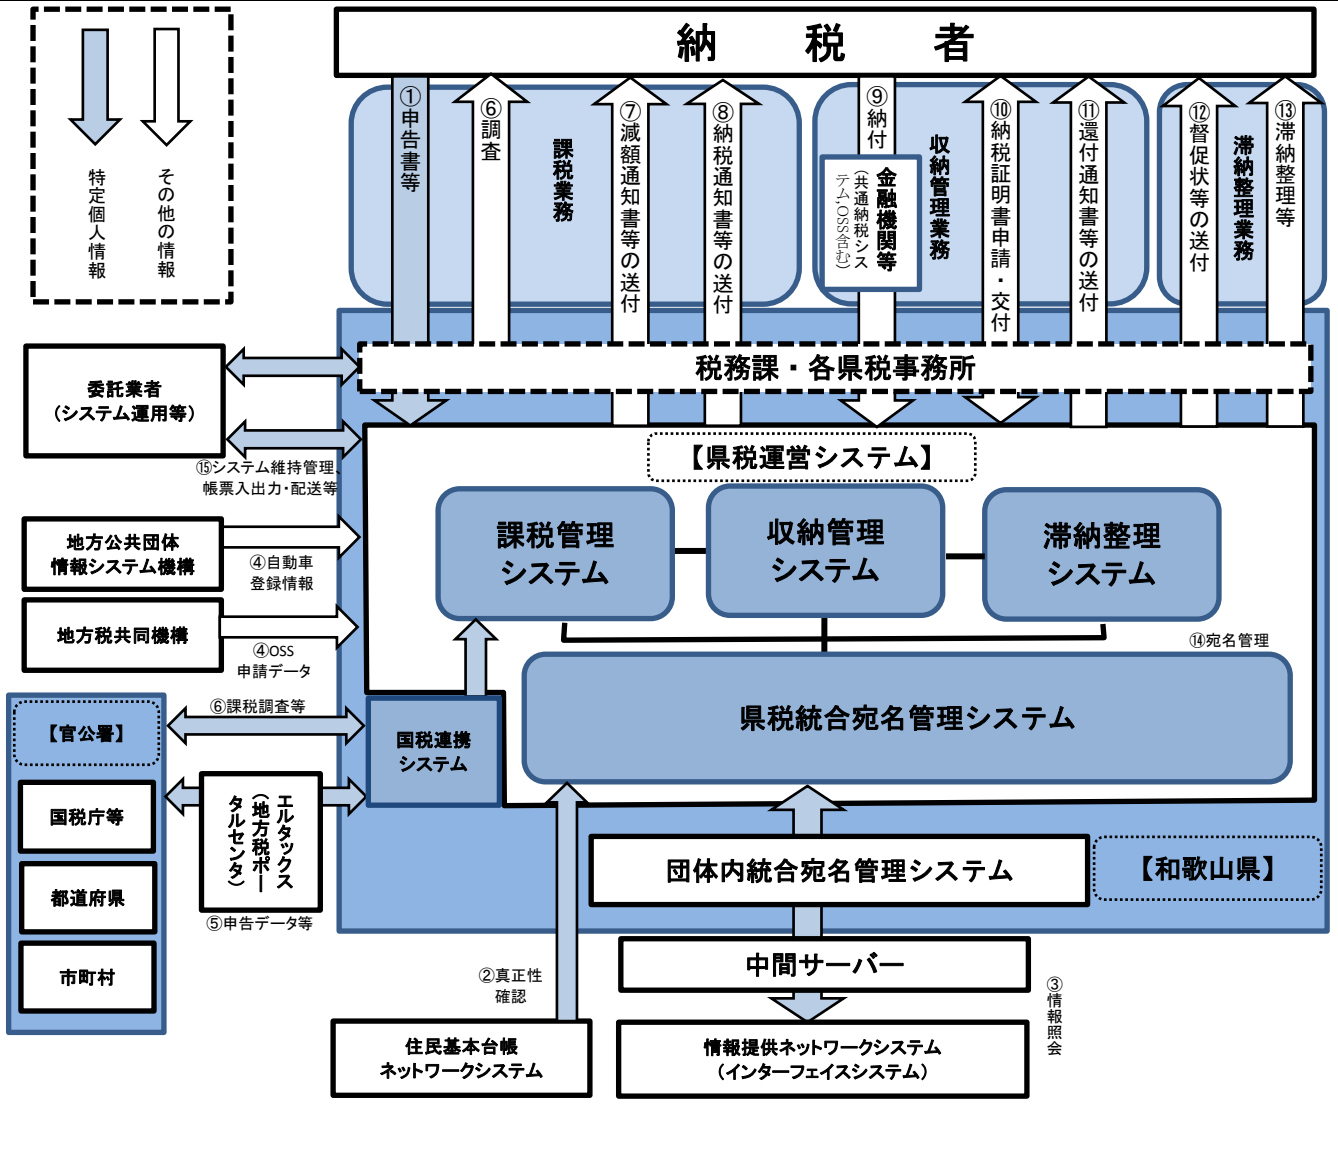 納　税　者
特定個人情報
その他の情報
①申告書等
⑥調査
課税業務
⑦減額通知書等の送付
⑧納税通知書等の送付
⑨納付
金融機関等
（共通納税シス
テム,OSS含む）
収納管理業務
⑩納税証明書申請・交付
⑪還付通知書等の送付
⑫督促状等の送付
滞納整理業務
⑬滞納整理等
税務課・各県税事務所
委託業者
（システム運用等）
⑮システム維持管理、
帳票入出力・配送等
【県税運営システム】
課税管理
システム
収納管理
システム
滞納整理
システム
地方公共団体
情報システム機構
④自動車
登録情報
地方税共同機構
④OSS
申請データ
⑭宛名管理
県税統合宛名管理システム
⑥課税調査等
【官公署】
国税連携
システム
国税庁等
都道府県
市町村
エルタックス
（地方税ポー
タルセンタ）
⑤申告データ等
団体内統合宛名管理システム
【和歌山県】
中間サーバー
②真正性
確認
③情報照会
住民基本台帳
ネットワークシステム
情報提供ネットワークシステム
（インターフェイスシステム）